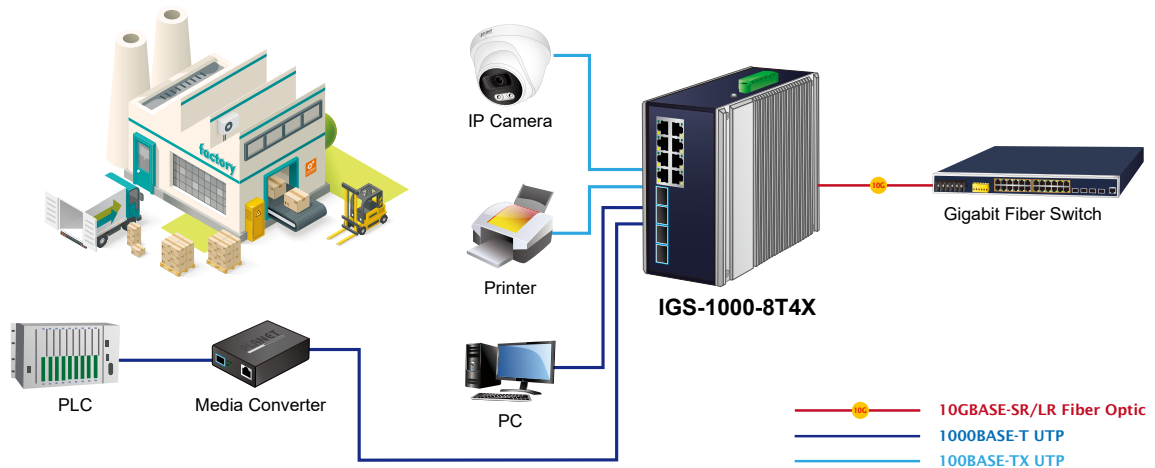 factory
IP Camera
Printer
IGS-1000-8T4X
10G
Gigabit Fiber Switch
PLC
PLANET
Media Converter
PC
10G
10GBASE-SR/LR Fiber Optic
1000BASE-T UTP
100BASE-TX UTP